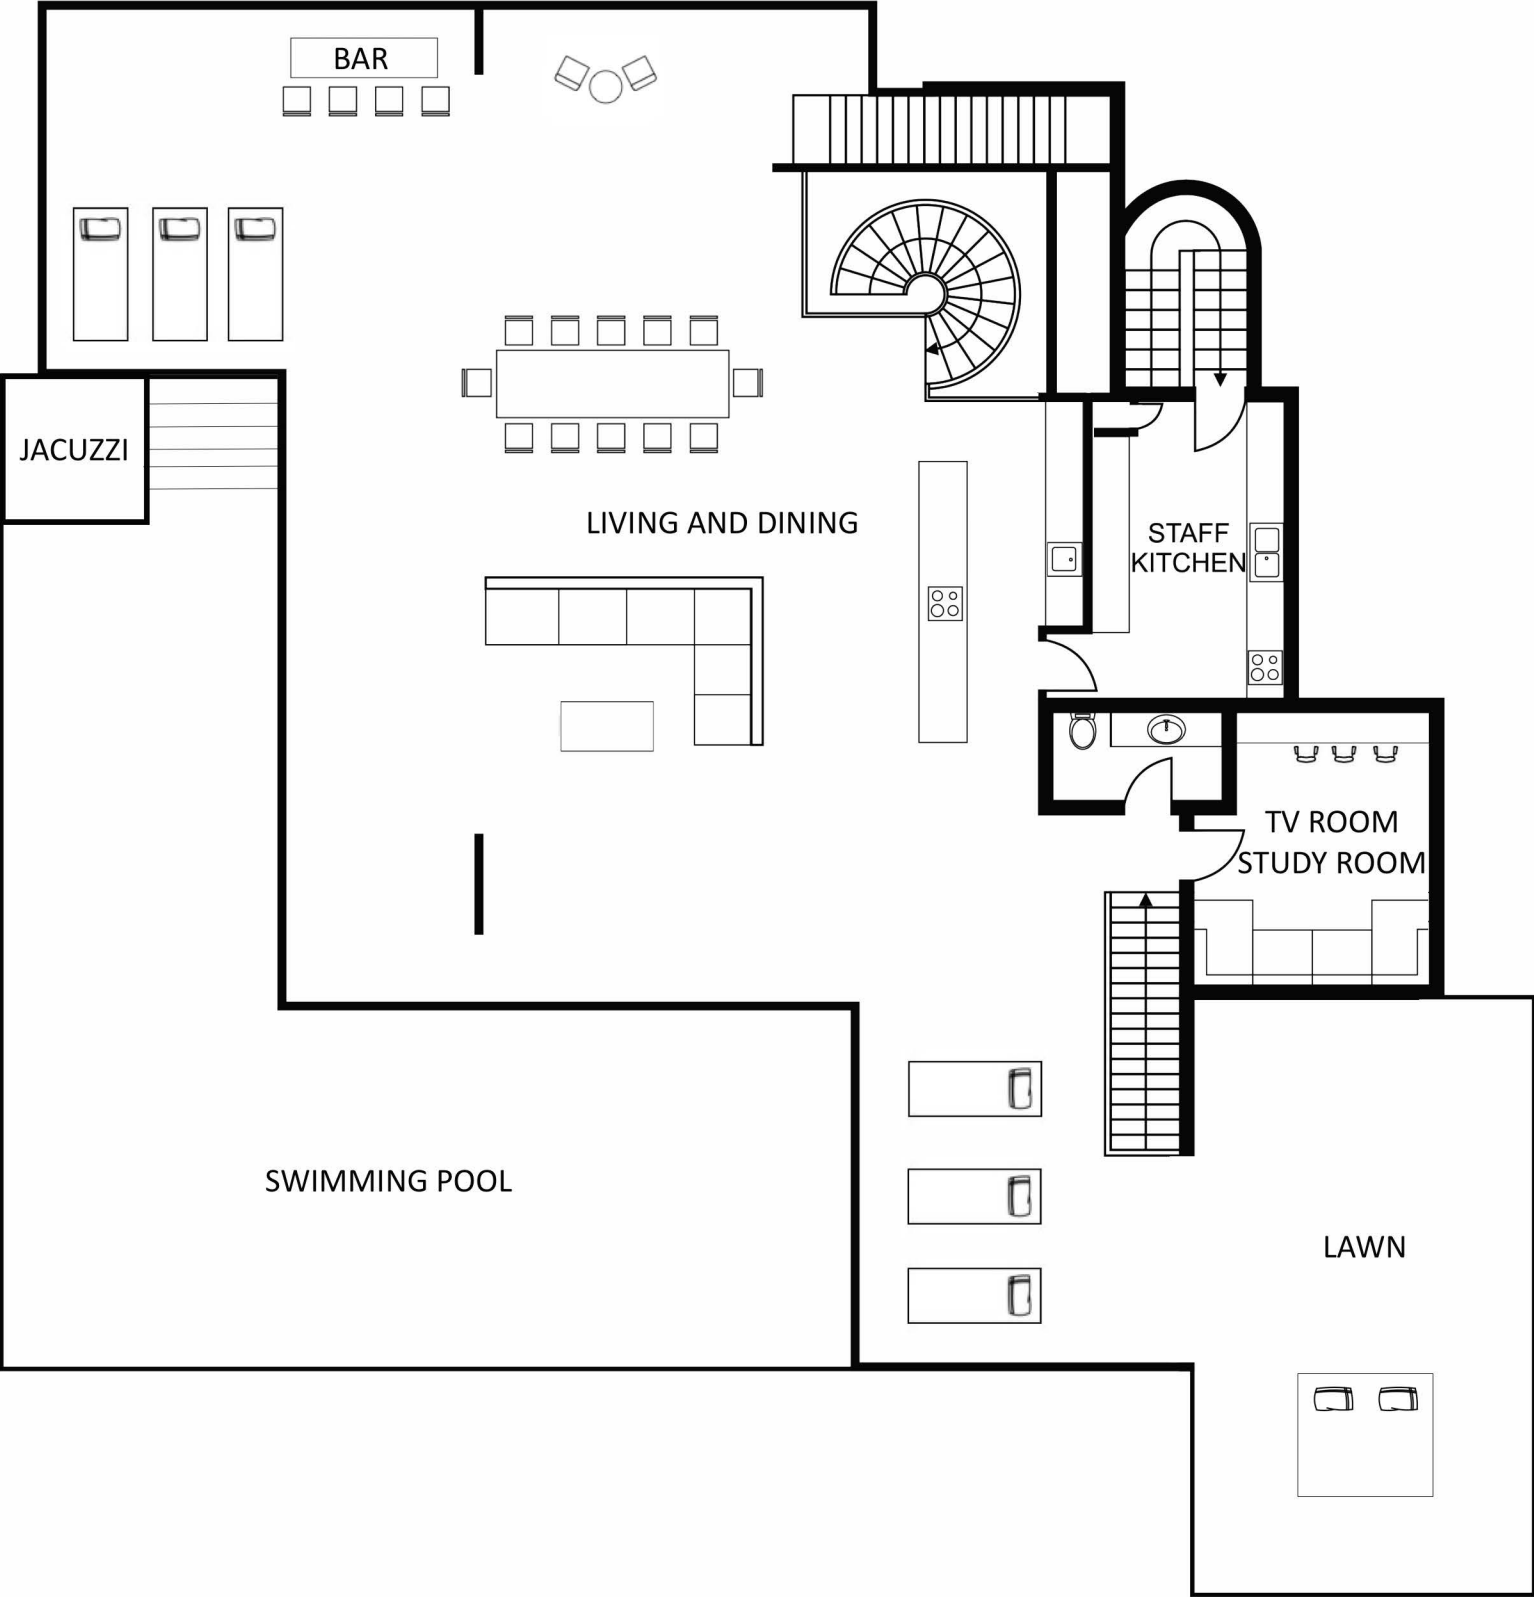 BAR
JACUZZI
LIVING AND DINING
STAFF
KITCHEN
TV ROOM
STUDY ROOM
SWIMMING POOL
LAWN